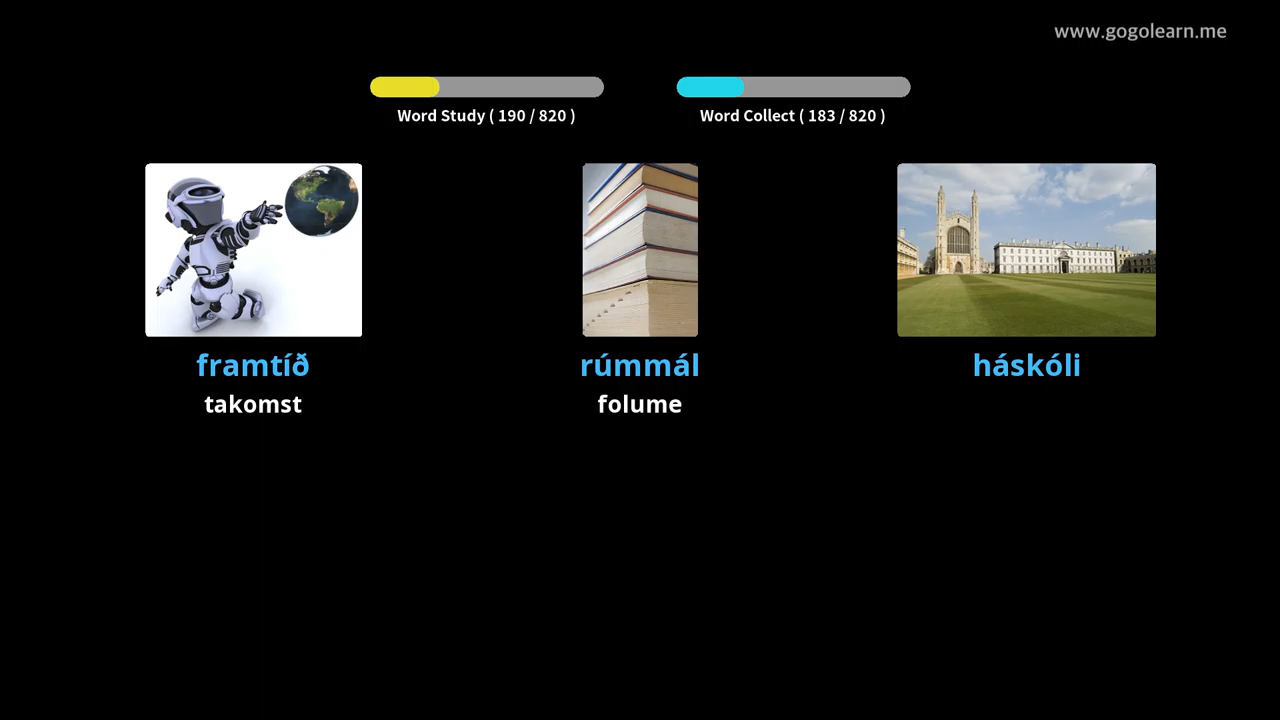 www.gogolearn.me
Word Study ( 190 / 820 )
Word Collect ( 183 / 820 )
framtíð
takomst
rúmmál
folume
háskóli